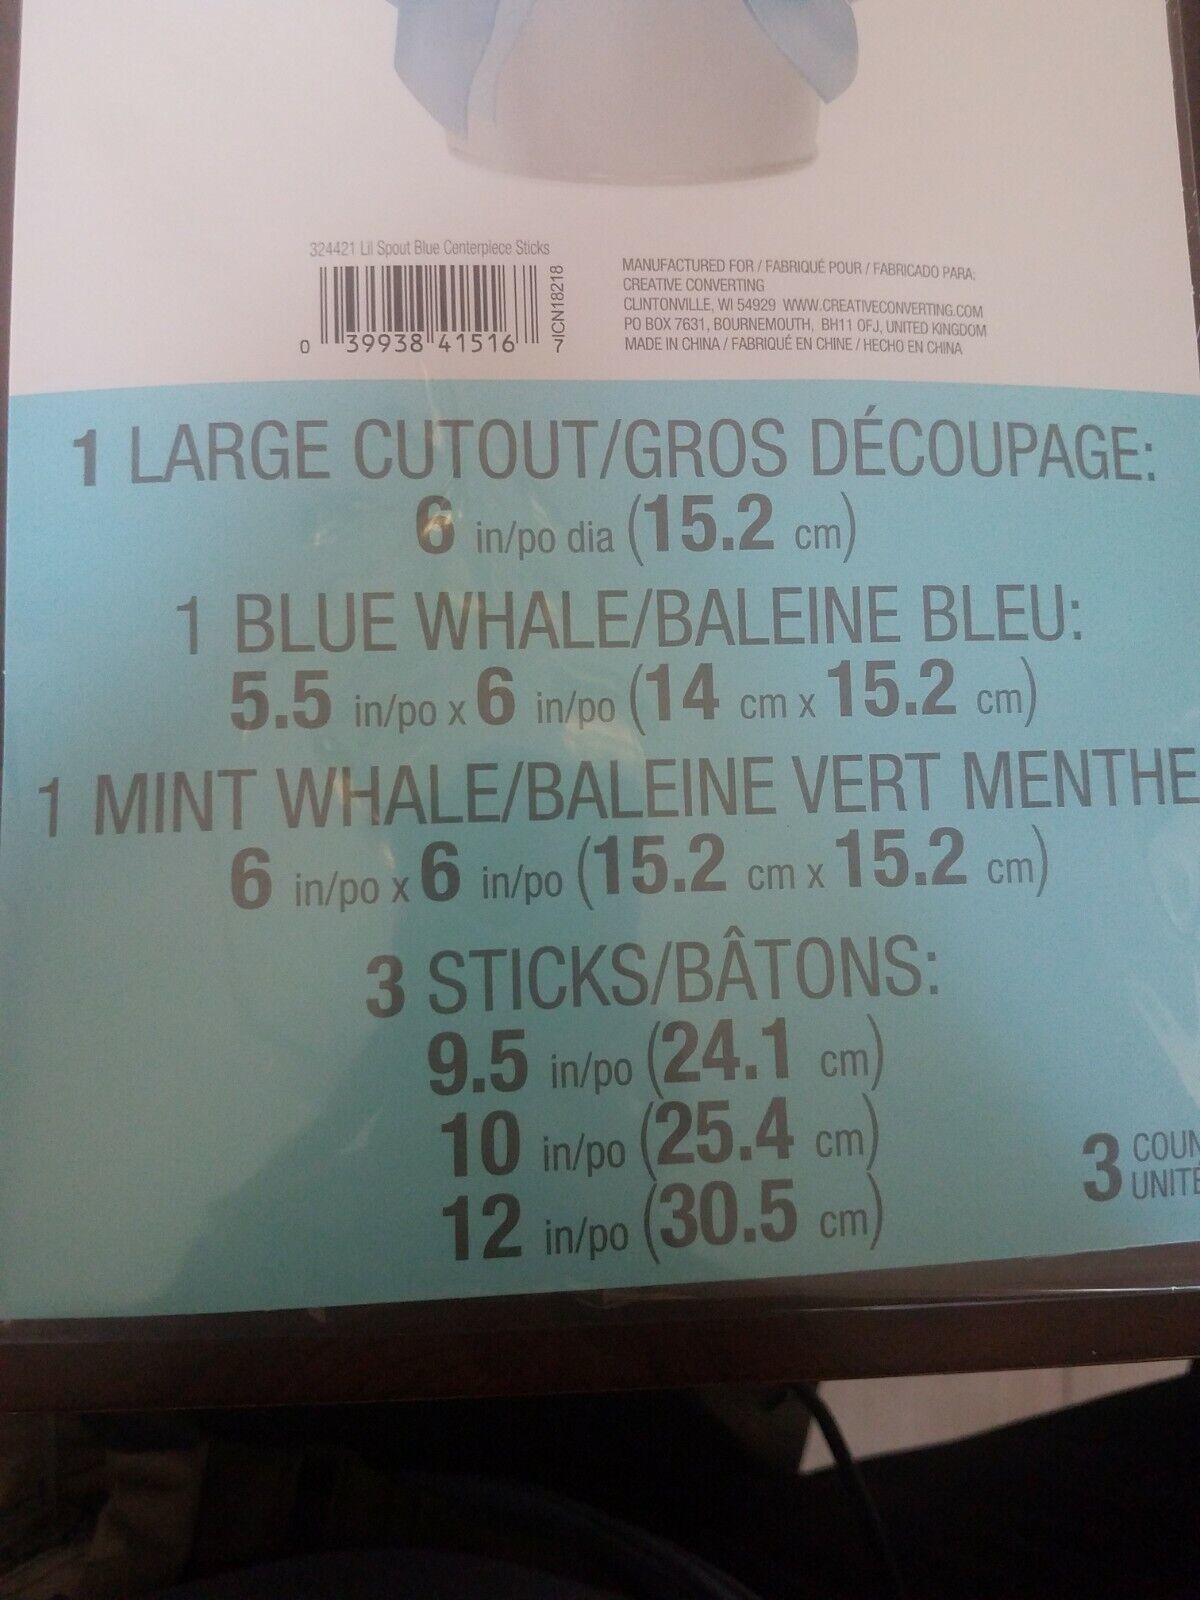 324421 Lil Spout Blue Centerpiece Sticks
0 39938 41516 7
ICN18218
MANUFACTURED FOR / FABRIQUÉ POUR / FABRICADO PARA:
CREATIVE CONVERTING
CLINTONVILLE, WI 54929 WWW.CREATIVECONVERTING.COM
PO BOX 7631, BOURNEMOUTH, BH11 OFJ, UNITED KINGDOM
MADE IN CHINA / FABRIQUÉ EN CHINE / HECHO EN CHINA
1 LARGE CUTOUT/GROS DÉCOUPAGE:
6 in/po dia (15.2 cm)
1 BLUE WHALE/BALEINE BLEU:
5.5 in/po x 6 in/po (14 cm x 15.2 cm)
1 MINT WHALE/BALEINE VERT MENTHE
6 in/po x 6 in/po (15.2 cm x 15.2 cm)
3 STICKS/BÂTONS:
9.5 in/po (24.1 cm)
10 in/po (25.4 cm)
12 in/po (30.5 cm)
3